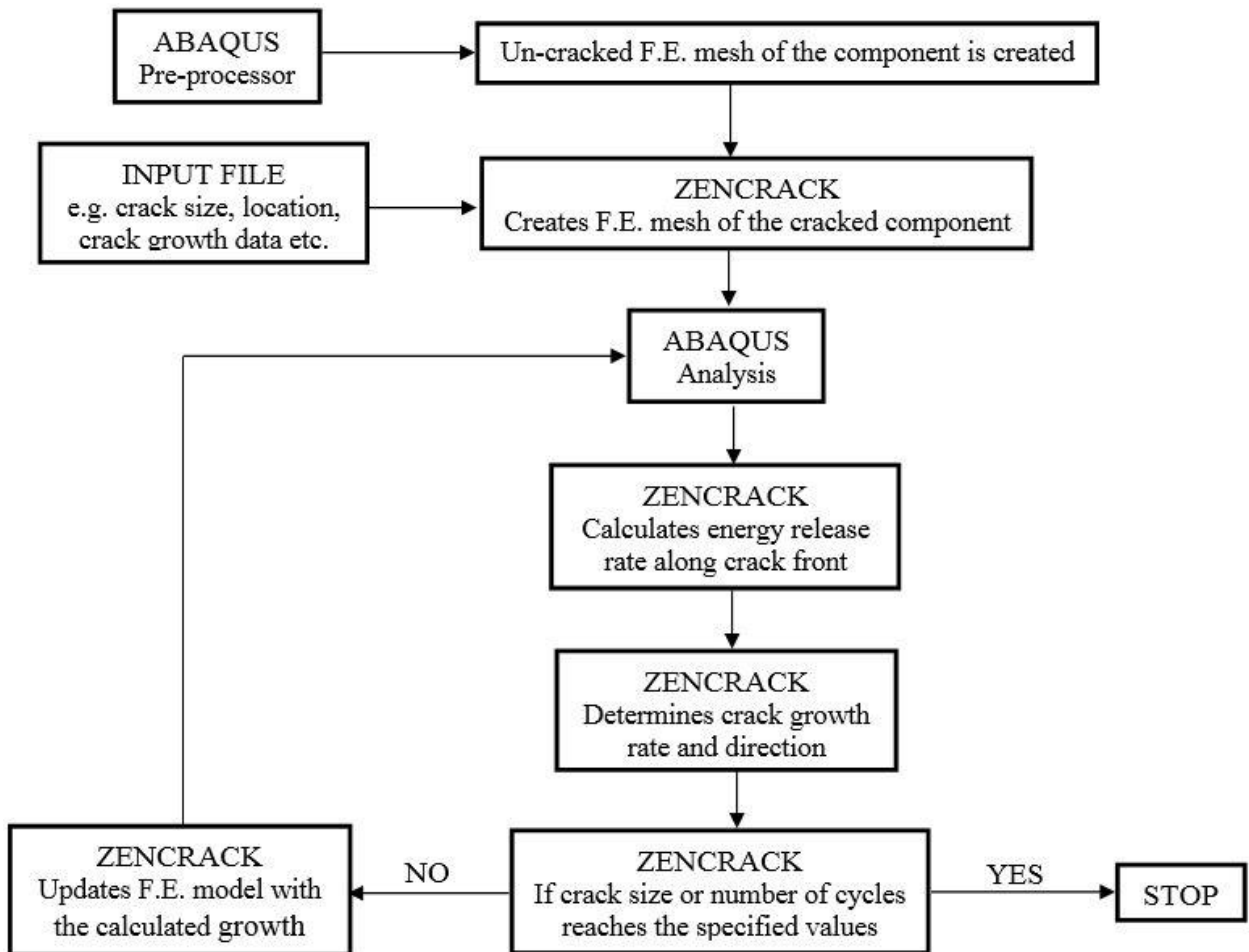 ABAQUS
Pre-processor
Un-cracked F.E. mesh of the component is created
INPUT FILE
e.g. crack size, location,
crack growth data etc.
ZENCRACK
Creates F.E. mesh of the cracked component
ABAQUS
Analysis
ZENCRACK
Calculates energy release
rate along crack front
ZENCRACK
Determines crack growth
rate and direction
ZENCRACK
Updates F.E. model with
the calculated growth
NO
ZENCRACK
If crack size or number of cycles
reaches the specified values
YES
STOP